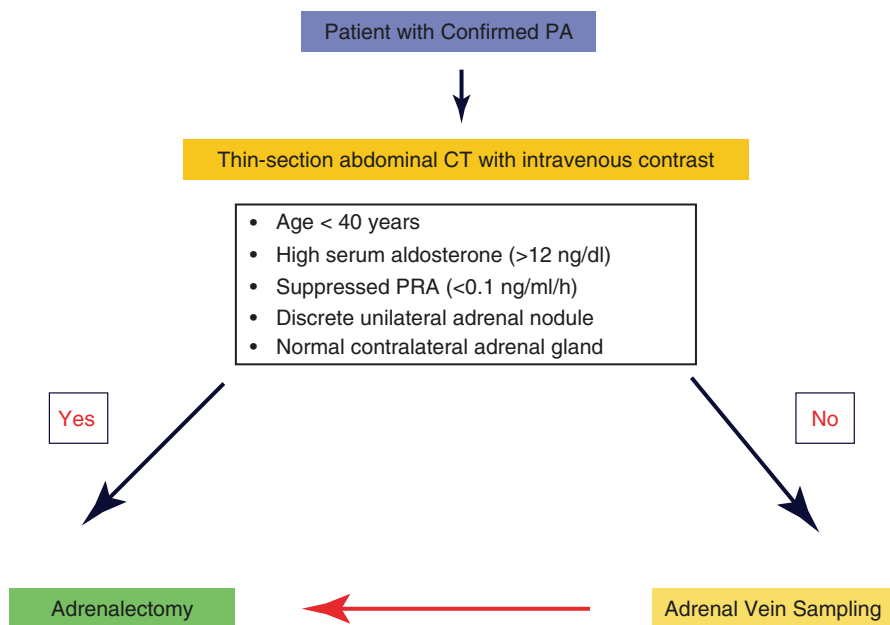 Patient with Confirmed PA
Thin-section abdominal CT with intravenous contrast
• Age < 40 years
• High serum aldosterone (>12 ng/dl)
• Suppressed PRA (<0.1 ng/ml/h)
• Discrete unilateral adrenal nodule
• Normal contralateral adrenal gland
Yes
No
Adrenalectomy
Adrenal Vein Sampling